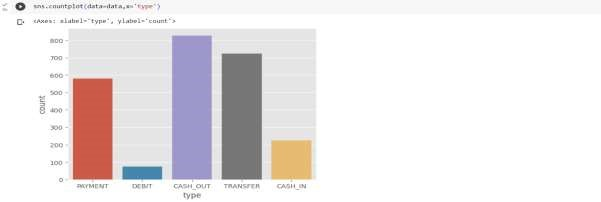 sns.countplot(data=data,x='type')
<Axes: xlabel='type', ylabel='count'>
800
700
600
500
400
300
200
100
0
count
PAYMENT DEBIT CASH_OUT TRANSFER CASH_IN
type